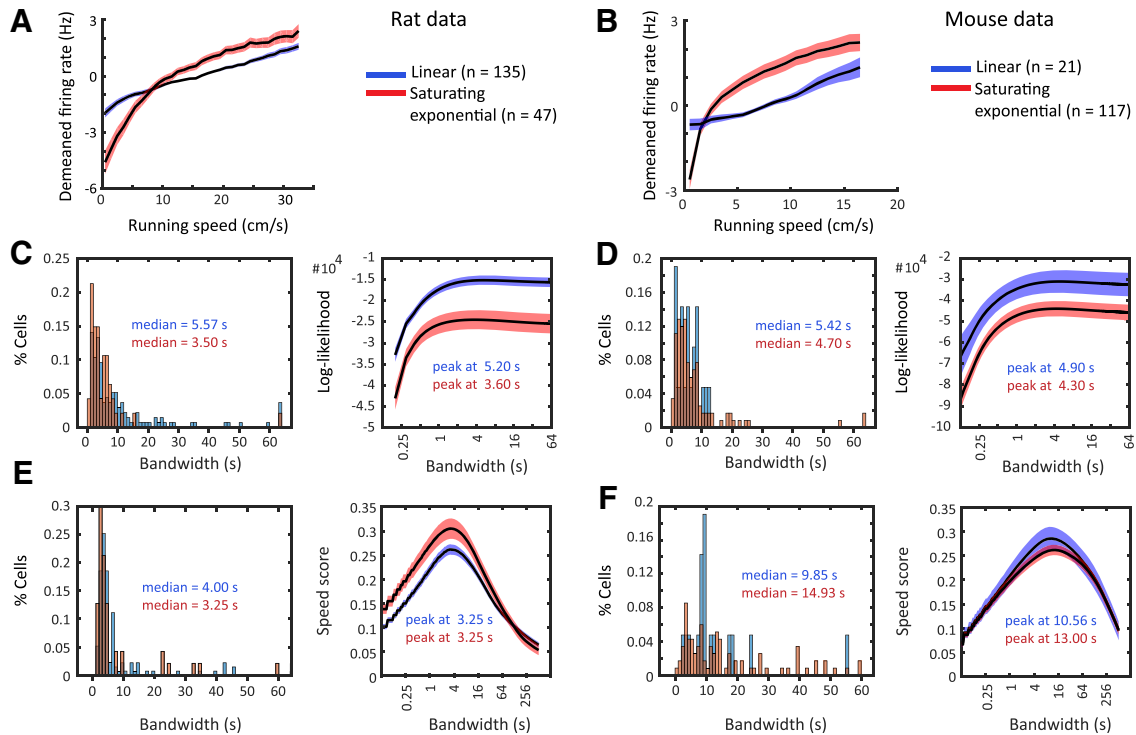 A
Rat data
Demeaned firing rate (Hz)
3
0
-3
-6
0
10
20
30
Running speed (cm/s)
Linear (n = 135)
Saturating
exponential (n = 47)
B
Mouse data
Demeaned firing rate (Hz)
3
0
-3
0
5
10
15
20
Running speed (cm/s)
Linear (n = 21)
Saturating
exponential (n = 117)
C
% Cells
0.25
0.2
0.15
0.1
0.05
0
0
10
20
30
40
50
60
Bandwidth (s)
median = 5.57 s
median = 3.50 s
#10^4
Log-likelihood
-1
-1.5
-2
-2.5
-3
-3.5
-4
-4.5
-5
0.25
1
4
16
64
Bandwidth (s)
peak at 5.20 s
peak at 3.60 s
D
% Cells
0.2
0.16
0.12
0.08
0.04
0
0
10
20
30
40
50
60
Bandwidth (s)
median = 5.42 s
median = 4.70 s
#10^4
Log-likelihood
-2
-3
-4
-5
-6
-7
-8
-9
-10
0.25
1
4
16
64
Bandwidth (s)
peak at 4.90 s
peak at 4.30 s
E
% Cells
0.3
0.25
0.2
0.15
0.1
0.05
0
0
10
20
30
40
50
60
Bandwidth (s)
median = 4.00 s
median = 3.25 s
Speed score
0.35
0.3
0.25
0.2
0.15
0.1
0.05
0
0.25
1
4
16
64
256
Bandwidth (s)
peak at 3.25 s
peak at 3.25 s
F
% Cells
0.2
0.16
0.12
0.08
0.04
0
0
10
20
30
40
50
60
Bandwidth (s)
median = 9.85 s
median = 14.93 s
Speed score
0.35
0.3
0.25
0.2
0.15
0.1
0.05
0
0.25
1
4
16
64
256
Bandwidth (s)
peak at 10.56 s
peak at 13.00 s